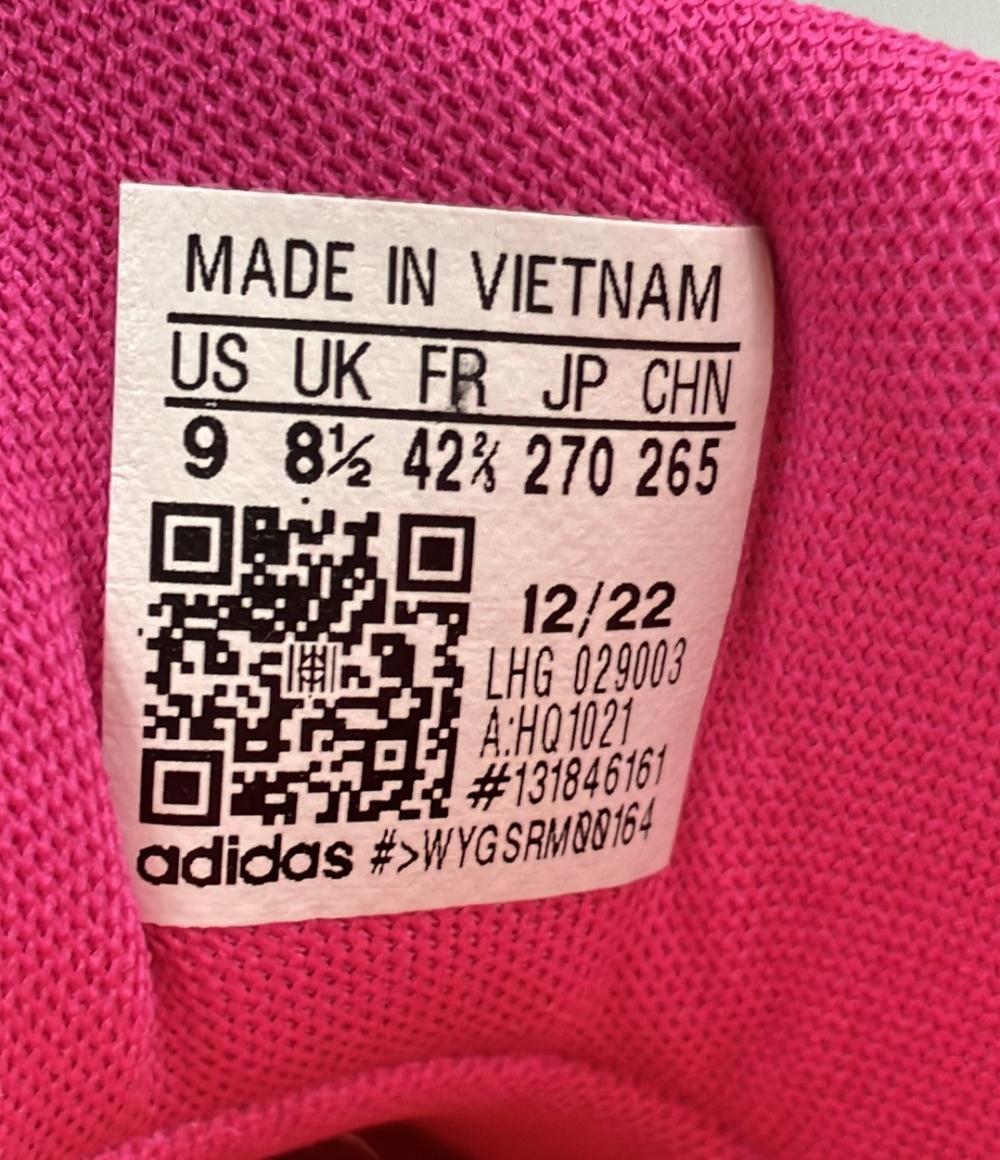 MADE IN VIETNAM
US UK FR JP CHN
9 8½ 42⅔ 270 265
12/22
LHG 029003
A:HQ1021
#131846161
adidas #>WYGSRM00164